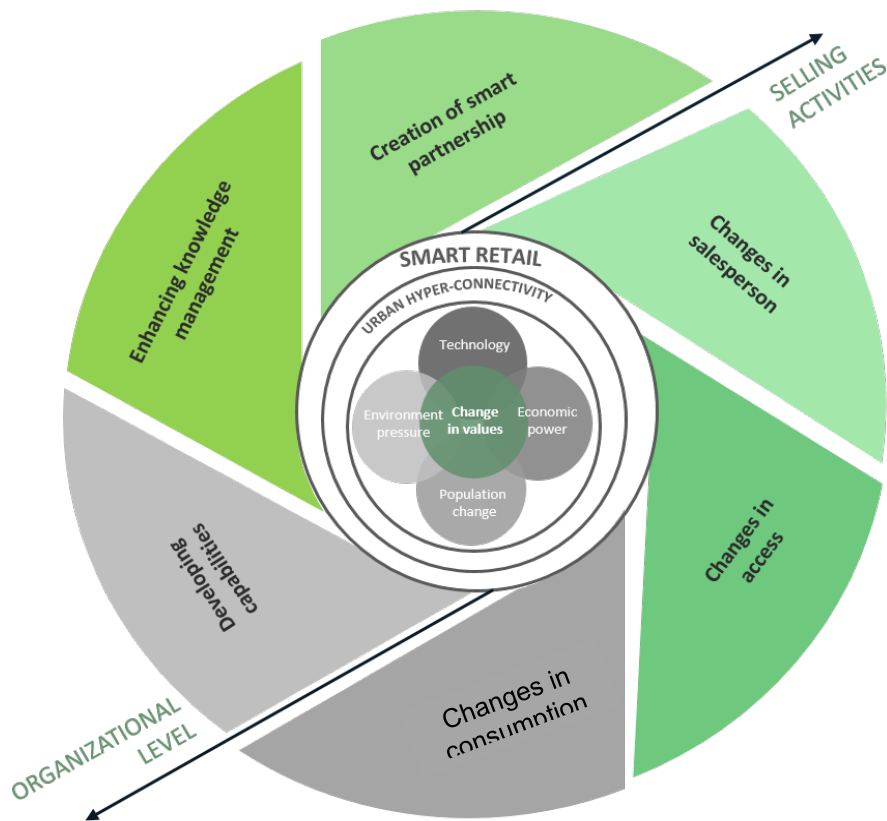 Creation of smart
partnership
SELLING
ACTIVITIES
Enhancing knowledge
management
Changes in
salesperson
SMART RETAIL
URBAN HYPER-CONNECTIVITY
Technology
Environment
pressure
Change
in values
Economic
power
Population
change
Developing
capabilities
Changes in
access
Changes in
consumption
ORGANIZATIONAL
LEVEL